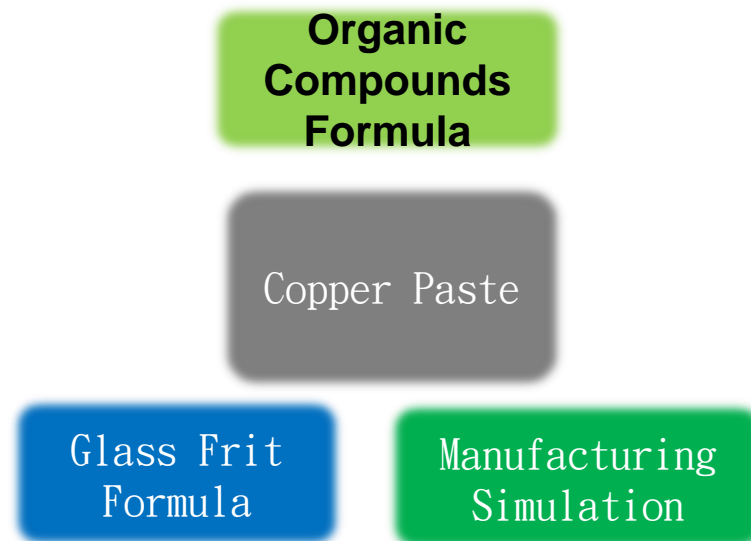 Organic
Compounds
Formula
Copper Paste
Glass Frit
Formula
Manufacturing
Simulation